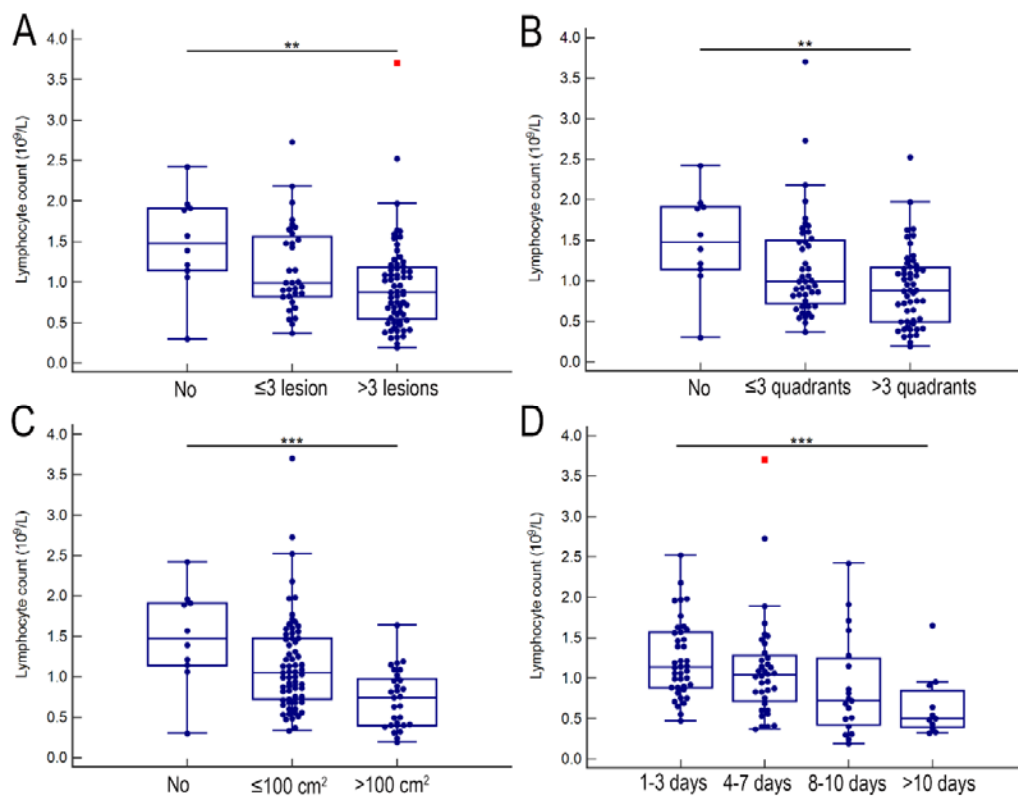 A
Lymphocyte count (10⁹/L)
4.0
3.5
3.0
2.5
2.0
1.5
1.0
0.5
0.0
**
No
≤3 lesion
>3 lesions
B
Lymphocyte count (10⁹/L)
4.0
3.5
3.0
2.5
2.0
1.5
1.0
0.5
0.0
**
No
≤3 quadrants
>3 quadrants
C
Lymphocyte count (10⁹/L)
4.0
3.5
3.0
2.5
2.0
1.5
1.0
0.5
0.0
***
No
≤100 cm²
>100 cm²
D
Lymphocyte count (10⁹/L)
4.0
3.5
3.0
2.5
2.0
1.5
1.0
0.5
0.0
***
1-3 days
4-7 days
8-10 days
>10 days